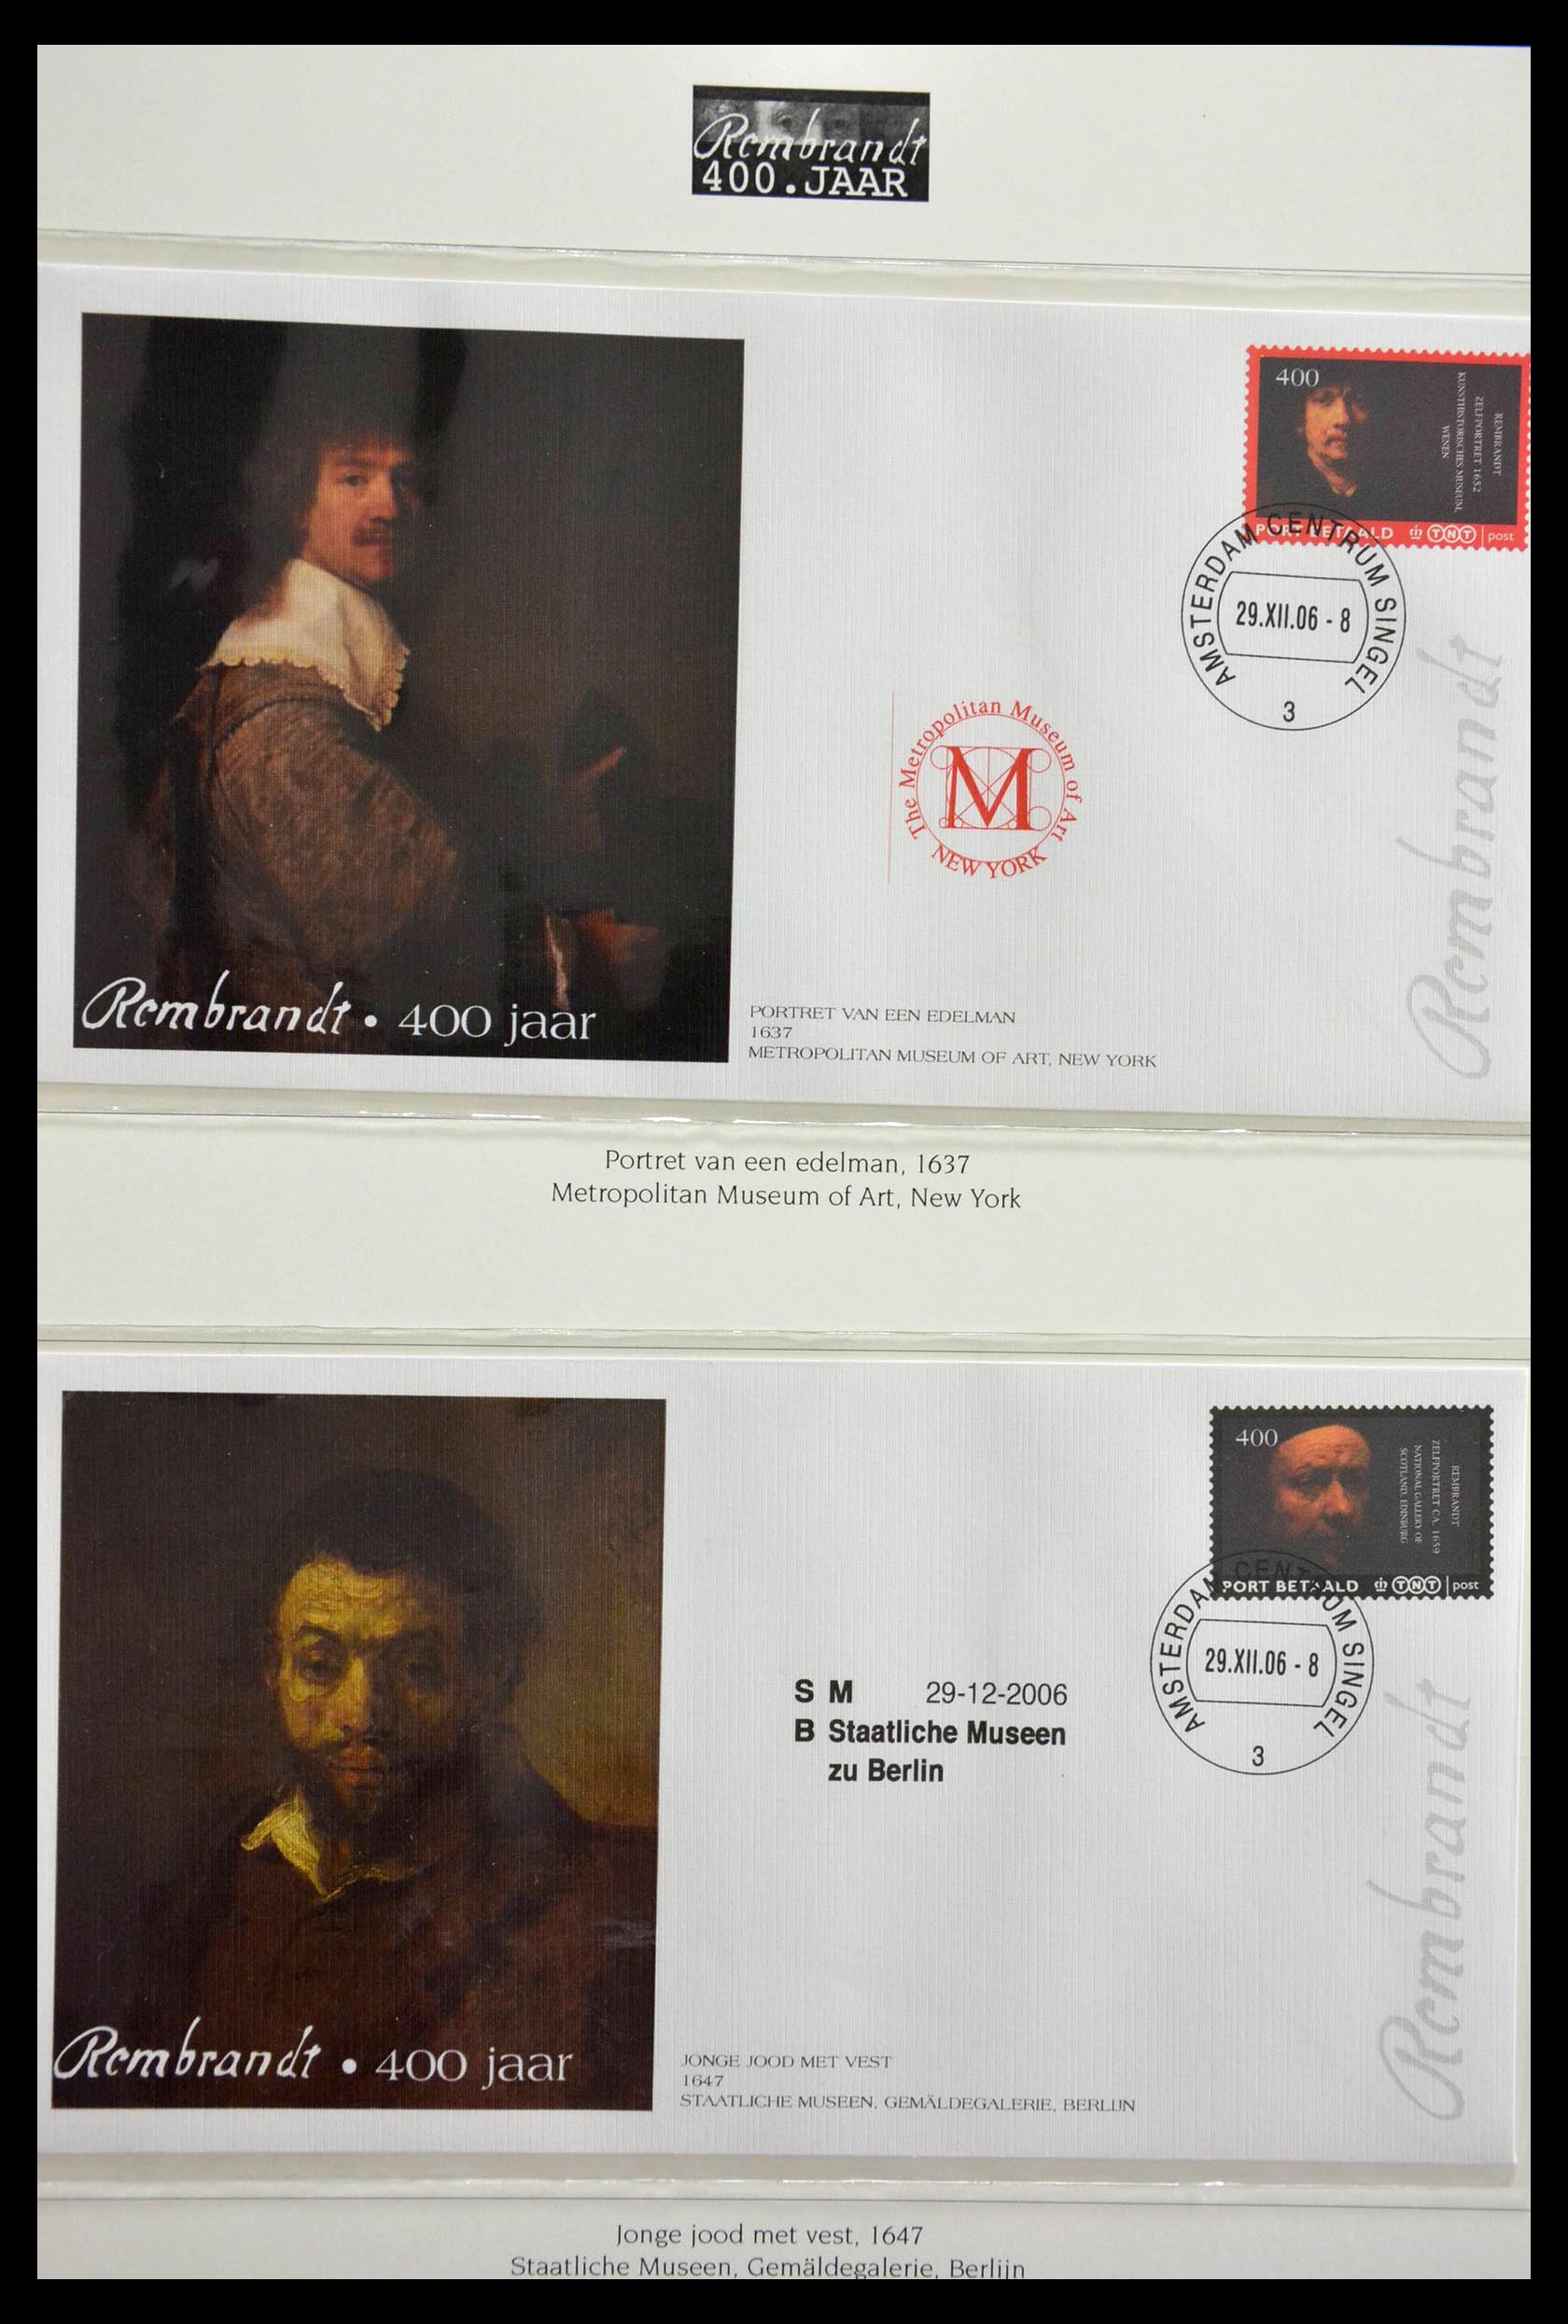 Rembrandt
400.JAAR
400
REMBRANDT
ZELFPORTRET 1652
KUNSTHISTORISCHES MUSEUM,
WENEN
PORT BETAALD TNT post
AMSTERDAM CENTRUM SINGEL
29.XII.06 - 8
3
The Metropolitan Museum of Art
M
NEW YORK
Rembrandt
Rembrandt • 400 jaar
PORTRET VAN EEN EDELMAN
1637
METROPOLITAN MUSEUM OF ART, NEW YORK
Portret van een edelman, 1637
Metropolitan Museum of Art, New York
400
REMBRANDT
ZELFPORTRET CA. 1659
NATIONAL GALLERY OF
SCOTLAND, EDINBURG
PORT BETAALD TNT post
AMSTERDAM CENTRUM SINGEL
29.XII.06 - 8
3
S M 29-12-2006
B Staatliche Museen
zu Berlin
Rembrandt
Rembrandt • 400 jaar
JONGE JOOD MET VEST
1647
STAATLICHE MUSEEN, GEMÄLDEGALERIE, BERLIJN
Jonge jood met vest, 1647
Staatliche Museen, Gemäldegalerie, Berlijn